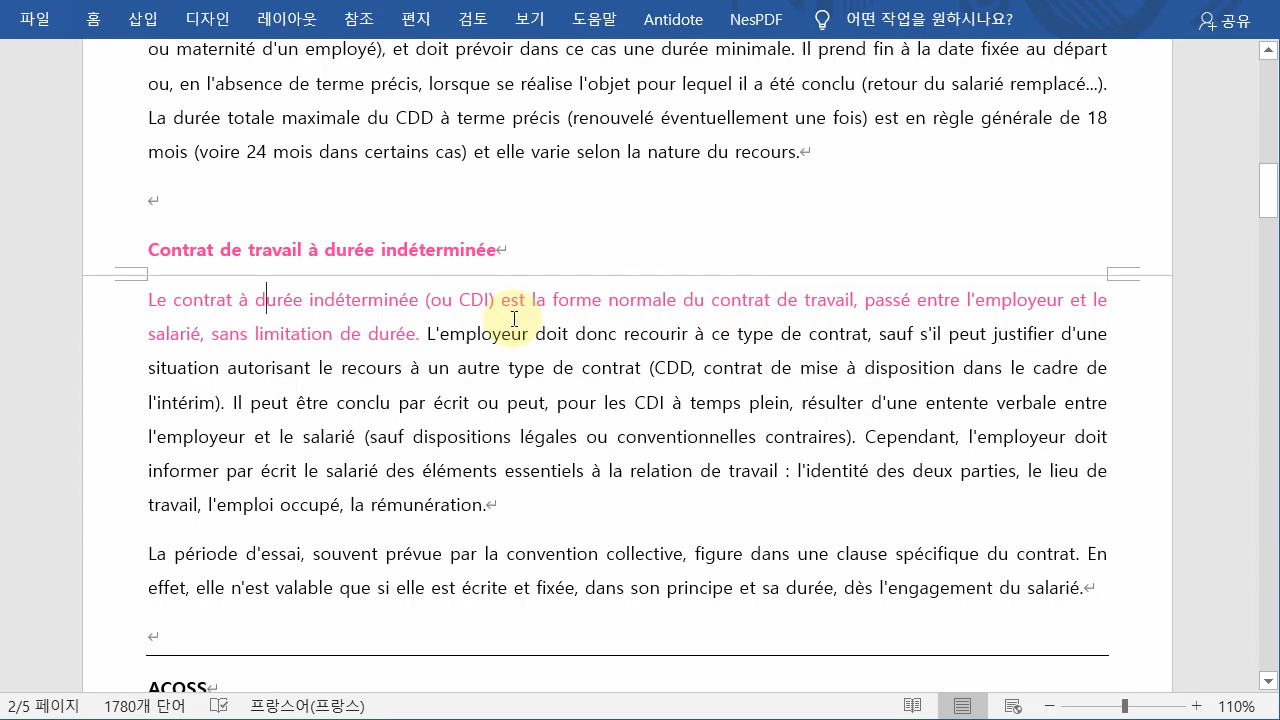 파일 홈 삽입 디자인 레이아웃 참조 편지 검토 보기 도움말 Antidote NesPDF 어떤 작업을 원하시나요? 공유
ou maternité d'un employé), et doit prévoir dans ce cas une durée minimale. Il prend fin à la date fixée au départ
ou, en l'absence de terme précis, lorsque se réalise l'objet pour lequel il a été conclu (retour du salarié remplacé...).
La durée totale maximale du CDD à terme précis (renouvelé éventuellement une fois) est en règle générale de 18
mois (voire 24 mois dans certains cas) et elle varie selon la nature du recours.
Contrat de travail à durée indéterminée
Le contrat à durée indéterminée (ou CDI) est la forme normale du contrat de travail, passé entre l'employeur et le
salarié, sans limitation de durée. L'employeur doit donc recourir à ce type de contrat, sauf s'il peut justifier d'une
situation autorisant le recours à un autre type de contrat (CDD, contrat de mise à disposition dans le cadre de
l'intérim). Il peut être conclu par écrit ou peut, pour les CDI à temps plein, résulter d'une entente verbale entre
l'employeur et le salarié (sauf dispositions légales ou conventionnelles contraires). Cependant, l'employeur doit
informer par écrit le salarié des éléments essentiels à la relation de travail : l'identité des deux parties, le lieu de
travail, l'emploi occupé, la rémunération.
La période d'essai, souvent prévue par la convention collective, figure dans une clause spécifique du contrat. En
effet, elle n'est valable que si elle est écrite et fixée, dans son principe et sa durée, dès l'engagement du salarié.
ACOSS
2/5 페이지 1780개 단어 프랑스어(프랑스) 110%